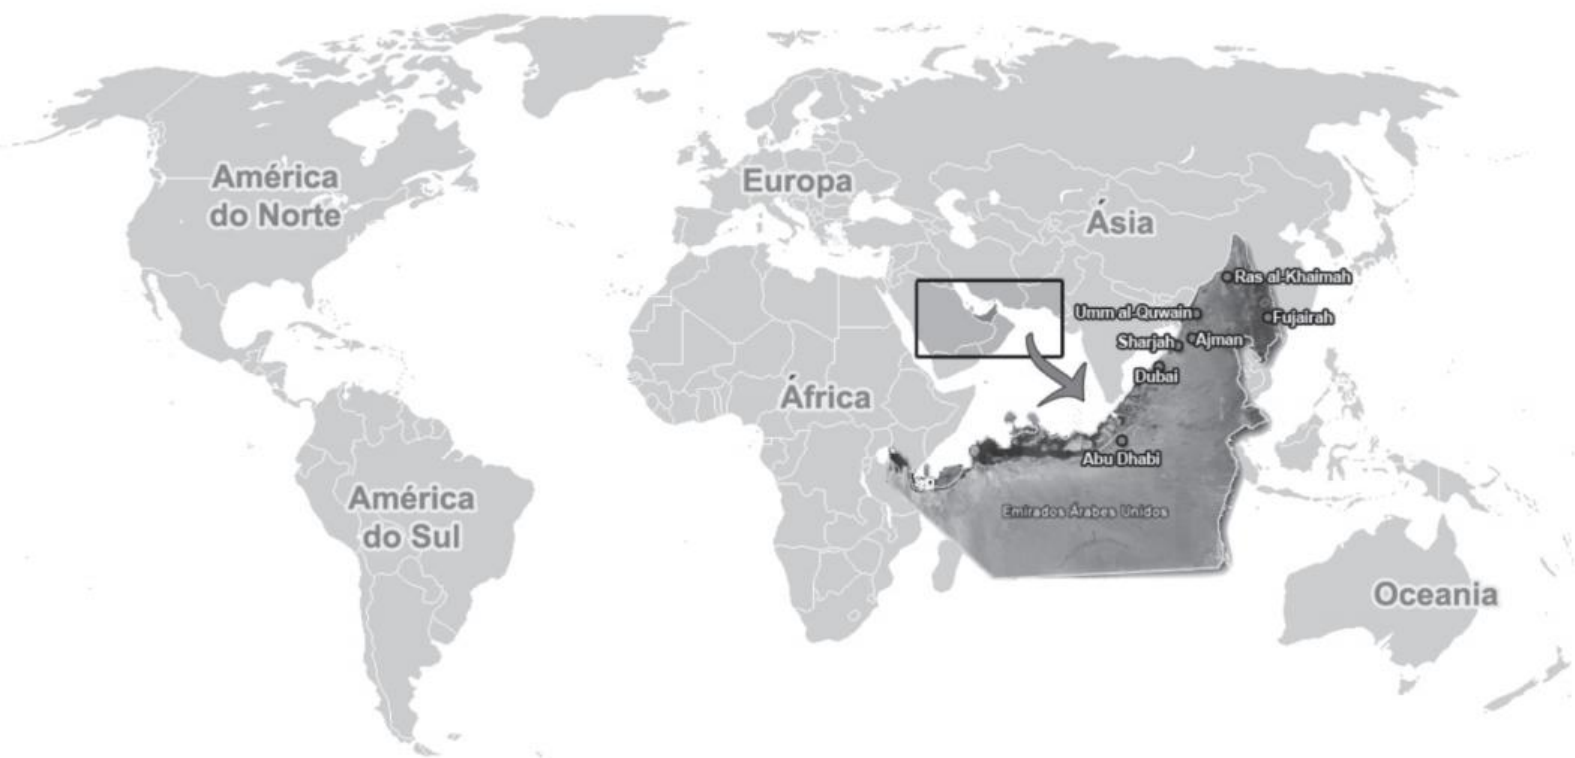 América
do Norte
Europa
Ásia
Ras al-Khaimah
Umm al-Quwain
Fujairah
Sharjah
Ajman
Dubai
África
Abu Dhabi
América
do Sul
Emirados Árabes Unidos
Oceania